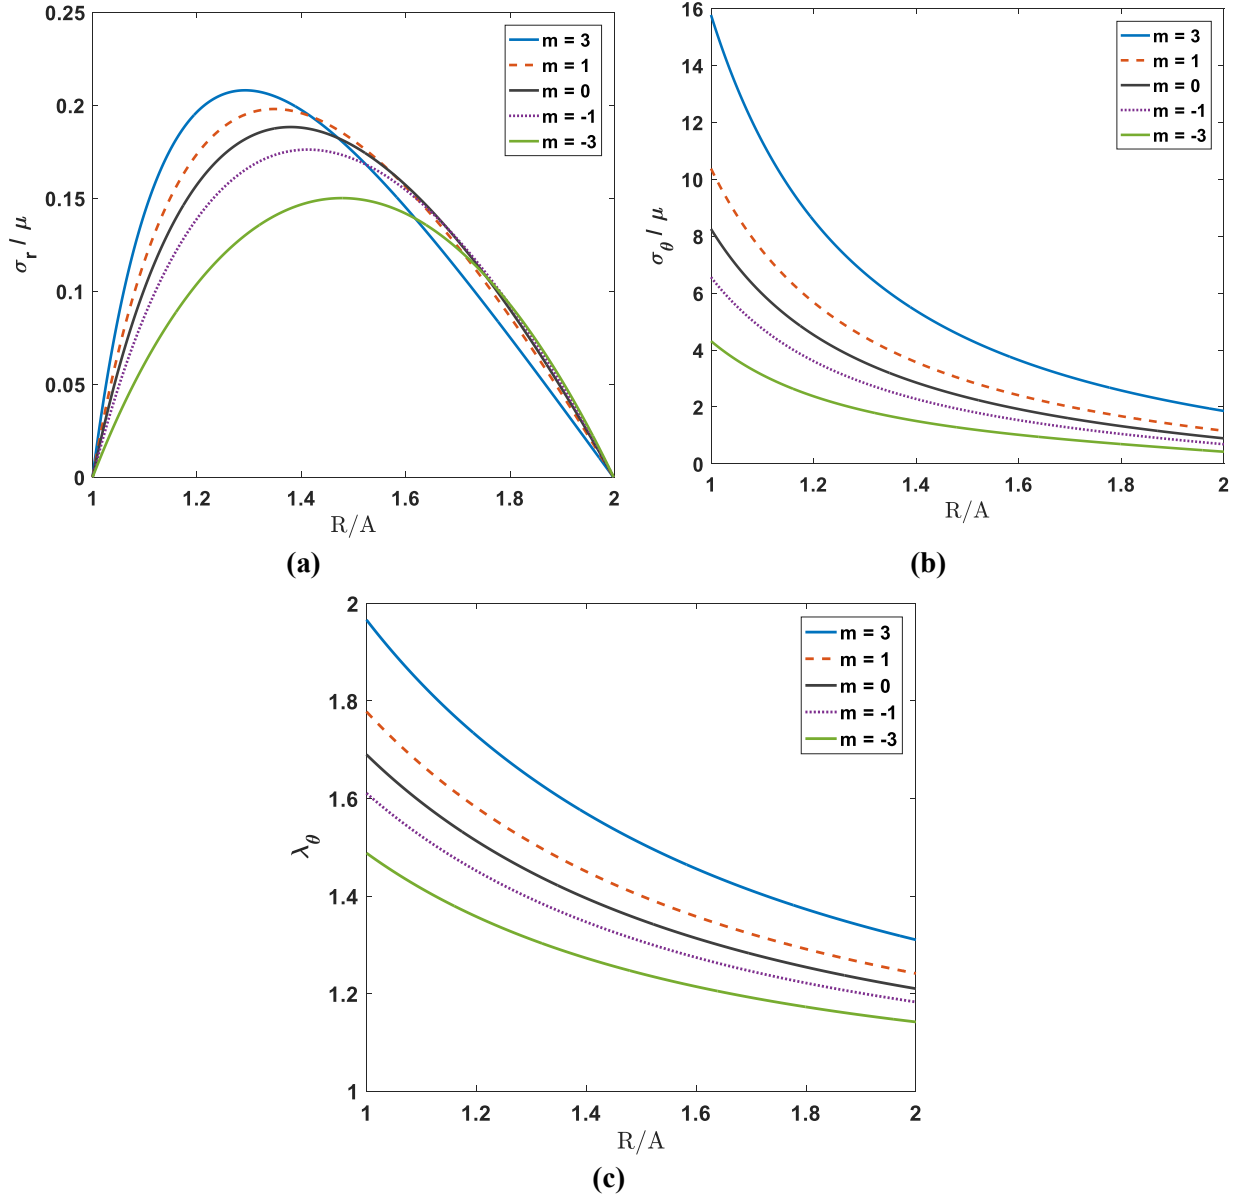 0.25
0.2
0.15
0.1
0.05
0
σr / μ
m = 3
m = 1
m = 0
m = -1
m = -3
1
1.2
1.4
1.6
1.8
2
R/A
(a)
16
14
12
10
8
6
4
2
0
σθ / μ
m = 3
m = 1
m = 0
m = -1
m = -3
1
1.2
1.4
1.6
1.8
2
R/A
(b)
2
1.8
1.6
1.4
1.2
1
λθ
m = 3
m = 1
m = 0
m = -1
m = -3
1
1.2
1.4
1.6
1.8
2
R/A
(c)